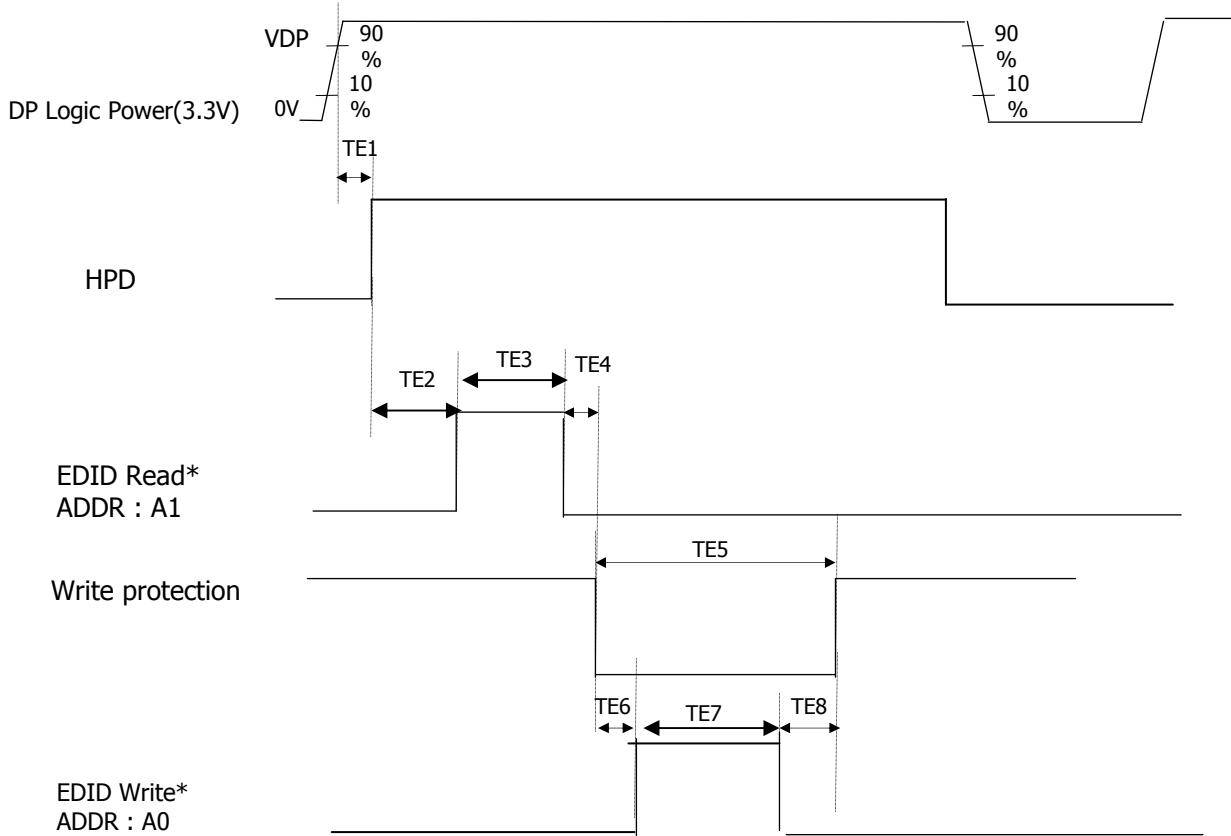 VDP
90
%
10
%
DP Logic Power(3.3V)
0V
90
%
10
%
TE1
HPD
TE2
TE3
TE4
EDID Read*
ADDR : A1
TE5
Write protection
TE6
TE7
TE8
EDID Write*
ADDR : A0